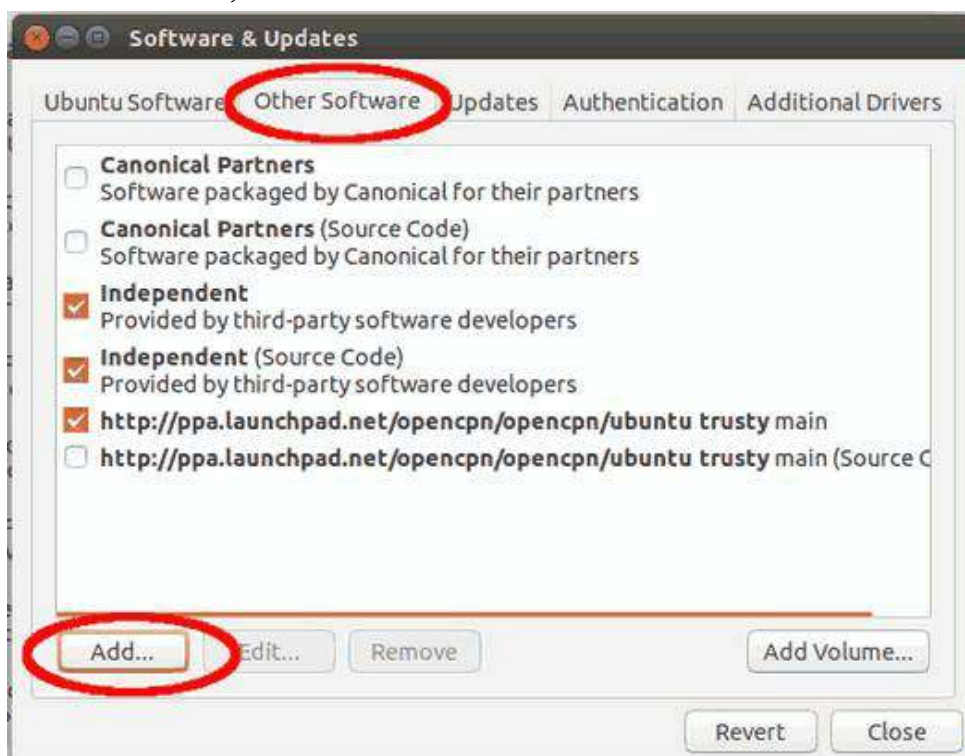 Software & Updates
Ubuntu Software Other Software Updates Authentication Additional Drivers
Canonical Partners
Software packaged by Canonical for their partners
Canonical Partners (Source Code)
Software packaged by Canonical for their partners
Independent
Provided by third-party software developers
Independent (Source Code)
Provided by third-party software developers
http://ppa.launchpad.net/opencpn/opencpn/ubuntu trusty main
http://ppa.launchpad.net/opencpn/opencpn/ubuntu trusty main (Source C
Add... Edit... Remove Add Volume...
Revert Close